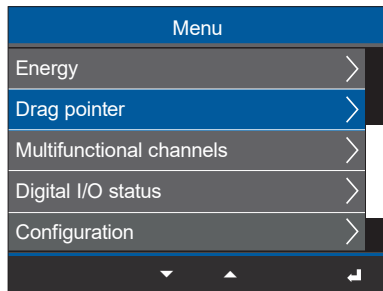 Menu
Energy
Drag pointer
Multifunctional channels
Digital I/O status
Configuration